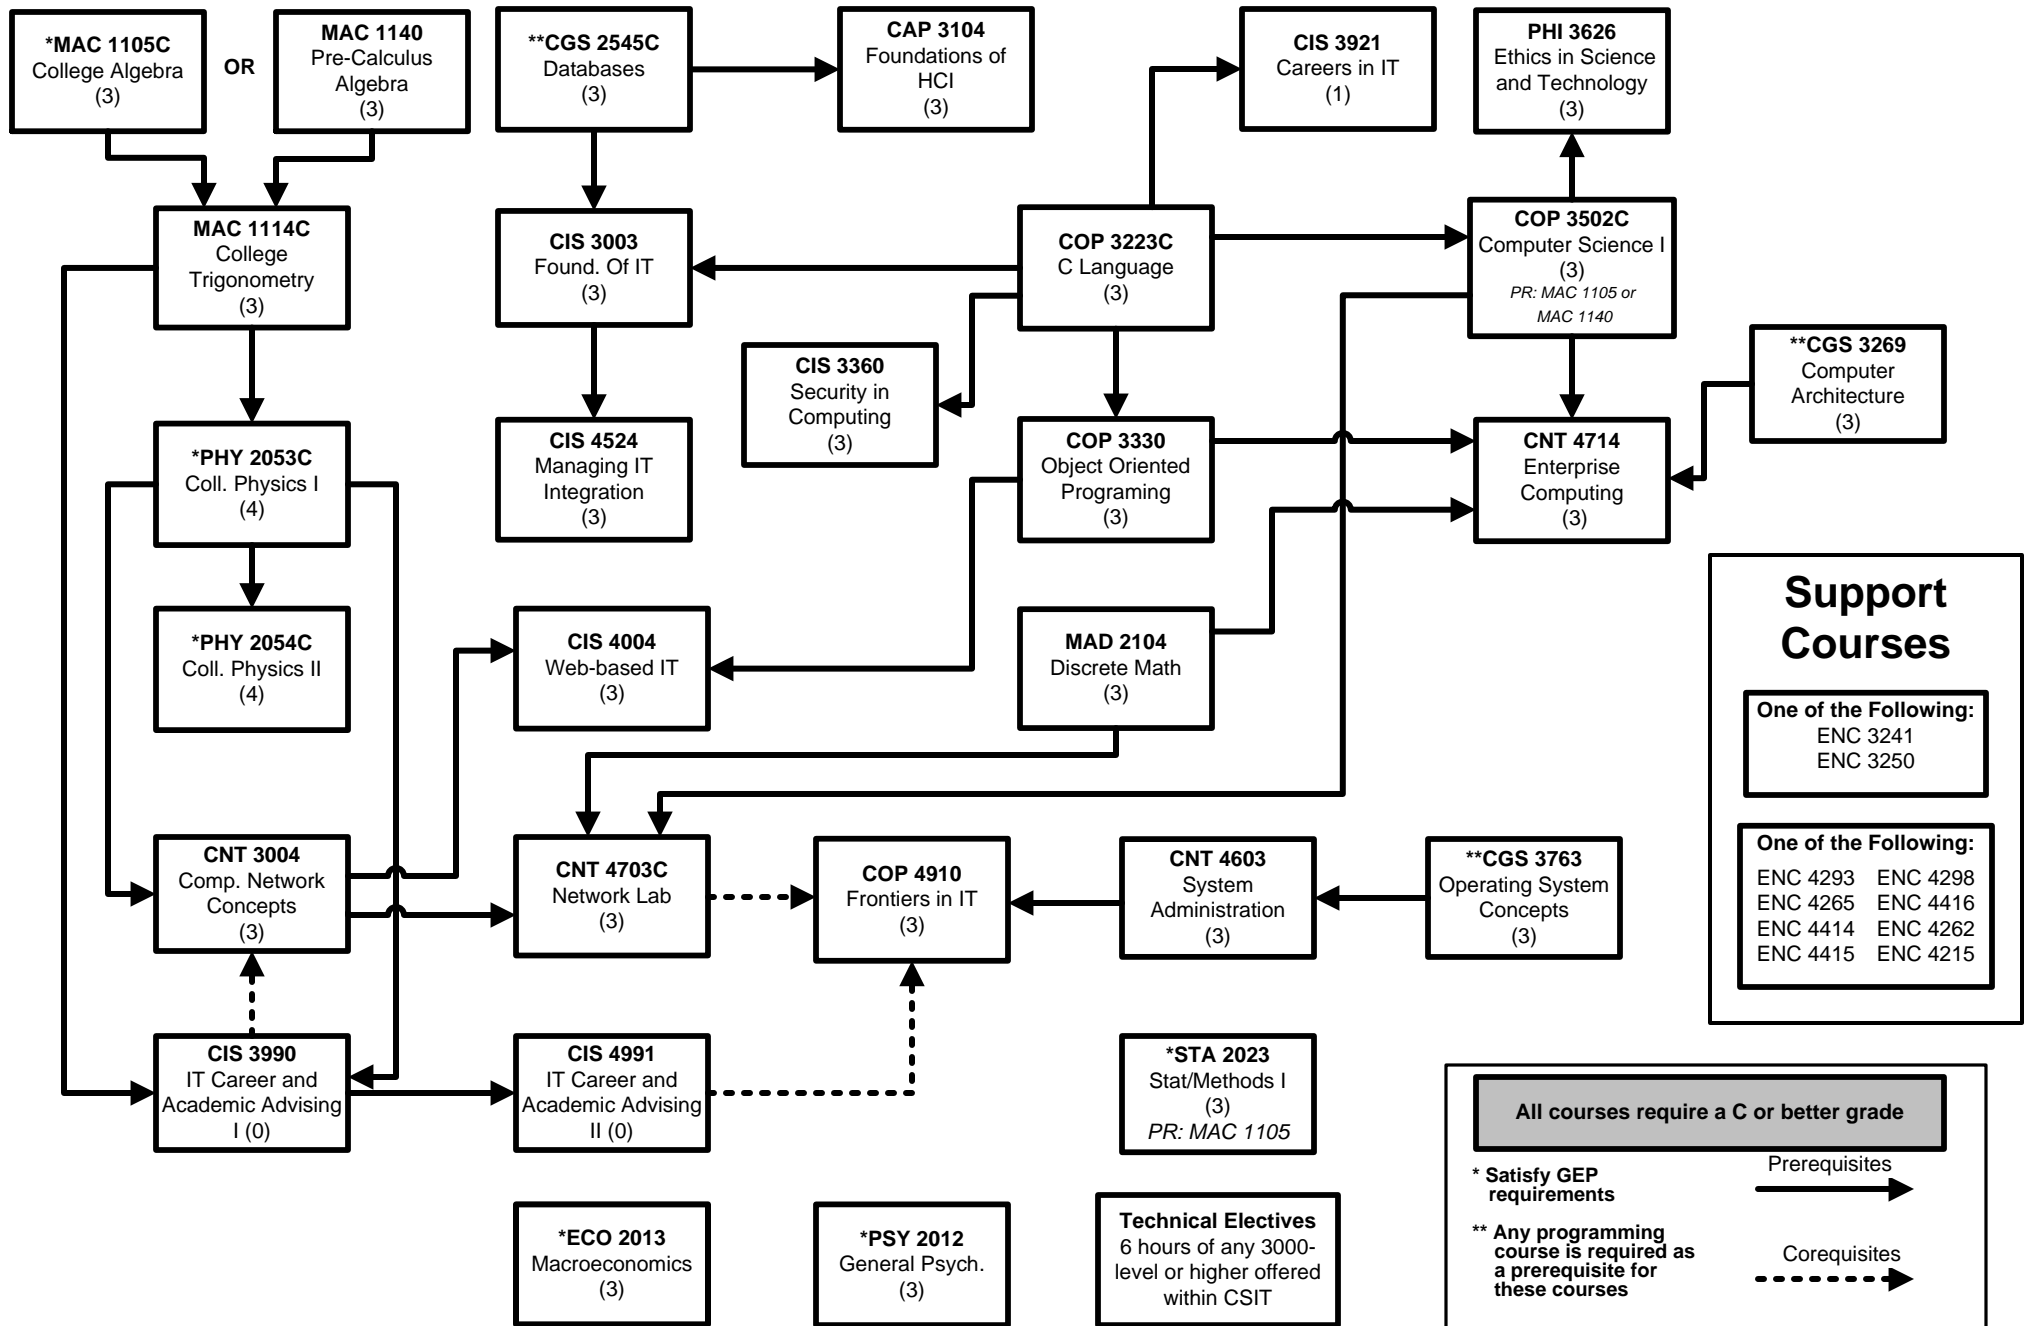 *MAC 1105C
College Algebra
(3)
OR
MAC 1140
Pre-Calculus
Algebra
(3)
**CGS 2545C
Databases
(3)
CAP 3104
Foundations of
HCI
(3)
CIS 3921
Careers in IT
(1)
PHI 3626
Ethics in Science
and Technology
(3)
MAC 1114C
College
Trigonometry
(3)
CIS 3003
Found. Of IT
(3)
COP 3223C
C Language
(3)
COP 3502C
Computer Science I
(3)
PR: MAC 1105 or
MAC 1140
CIS 3360
Security in
Computing
(3)
**CGS 3269
Computer
Architecture
(3)
*PHY 2053C
Coll. Physics I
(4)
CIS 4524
Managing IT
Integration
(3)
COP 3330
Object Oriented
Programing
(3)
CNT 4714
Enterprise
Computing
(3)
*PHY 2054C
Coll. Physics II
(4)
CIS 4004
Web-based IT
(3)
MAD 2104
Discrete Math
(3)
Support
Courses
One of the Following:
ENC 3241
ENC 3250
One of the Following:
ENC 4293 ENC 4298
ENC 4265 ENC 4416
ENC 4414 ENC 4262
ENC 4415 ENC 4215
CNT 3004
Comp. Network
Concepts
(3)
CNT 4703C
Network Lab
(3)
COP 4910
Frontiers in IT
(3)
CNT 4603
System
Administration
(3)
**CGS 3763
Operating System
Concepts
(3)
CIS 3990
IT Career and
Academic Advising
I (0)
CIS 4991
IT Career and
Academic Advising
II (0)
*STA 2023
Stat/Methods I
(3)
PR: MAC 1105
*ECO 2013
Macroeconomics
(3)
*PSY 2012
General Psych.
(3)
Technical Electives
6 hours of any 3000-
level or higher offered
within CSIT
All courses require a C or better grade
* Satisfy GEP
requirements
Prerequisites
** Any programming
course is required as
a prerequisite for
these courses
Corequisites